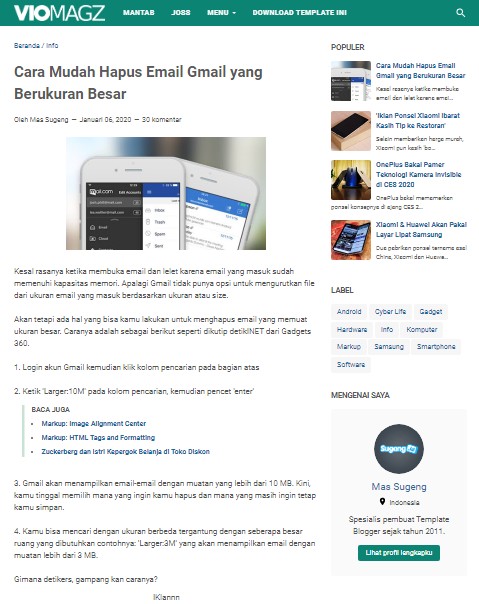 VIOMAGZ
MANTAB JOSS MENU DOWNLOAD TEMPLATE INI
Beranda / Info
Cara Mudah Hapus Email Gmail yang
Berukuran Besar
Oleh Mas Sugeng — Januari 06, 2020 — 30 komentar
Kesal rasanya ketika membuka email dan lelet karena email yang masuk sudah
memenuhi kapasitas memori. Apalagi Gmail tidak punya opsi untuk mengurutkan file
dari ukuran email yang masuk berdasarkan ukuran atau size.
Akan tetapi ada hal yang bisa kamu lakukan untuk menghapus email yang memuat
ukuran besar. Caranya adalah sebagai berikut seperti dikutip detikINET dari Gadgets
360.
1. Login akun Gmail kemudian klik kolom pencarian pada bagian atas
2. Ketik 'Larger:10M' pada kolom pencarian, kemudian pencet 'enter'
BACA JUGA
Markup: Image Alignment Center
Markup: HTML Tags and Formatting
Zuckerberg dan Istri Kepergok Belanja di Toko Diskon
3. Gmail akan menampilkan email-email dengan muatan yang lebih dari 10 MB. Kini,
kamu tinggal memilih mana yang ingin kamu hapus dan mana yang masih ingin tetap
kamu simpan.
4. Kamu bisa mencari dengan ukuran berbeda tergantung dengan seberapa besar
ruang yang dibutuhkan contohnya: 'Larger:3M' yang akan menampilkan email dengan
muatan lebih dari 3 MB.
Gimana detikers, gampang kan caranya?
POPULER
Cara Mudah Hapus Email
Gmail yang Berukuran Besar
Kesal rasanya ketika membuka
email dan lelet karena emai...
'Iklan Ponsel Xiaomi Ibarat
Kasih Tip ke Restoran'
Selain memberikan harga murah,
Xiaomi pun kasih 'bo...
OnePlus Bakal Pamer
Teknologi Kamera Invisible
di CES 2020
OnePlus bakal memamerkan
ponsel konsepnya di ajang CES 2...
Xiaomi & Huawei Akan Pakai
Layar Lipat Samsung
Dua pabrikan ponsel ternama asal
China, Xiaomi dan Huawe...
LABEL
Android Cyber Life Gadget
Hardware Info Komputer
Markup Samsung Smartphone
Software
MENGENAI SAYA
Sugeng
Mas Sugeng
Indonesia
Spesialis pembuat Template
Blogger sejak tahun 2011.
Lihat profil lengkapku